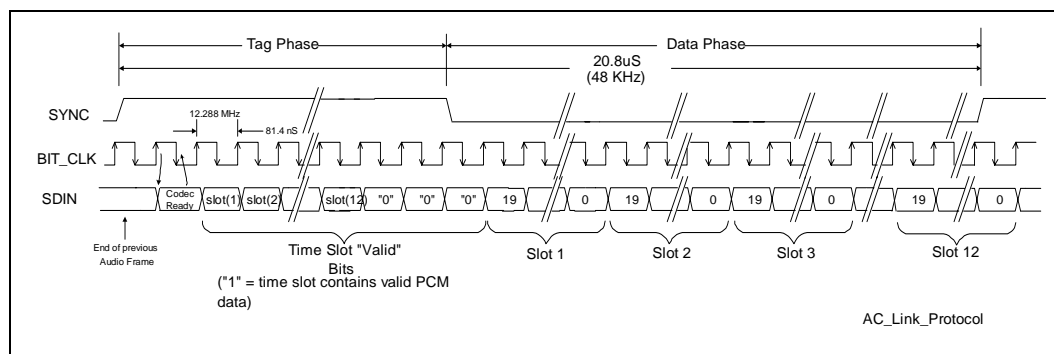 Tag Phase
Data Phase
20.8uS
(48 KHz)
SYNC
12.288 MHz
81.4 nS
BIT_CLK
SDIN
Codec
Ready
slot(1)
slot(2)
slot(12)
"0"
"0"
"0"
19
0
19
0
19
0
19
0
End of previous
Audio Frame
Time Slot "Valid"
Bits
("1" = time slot contains valid PCM
data)
Slot 1
Slot 2
Slot 3
Slot 12
AC_Link_Protocol